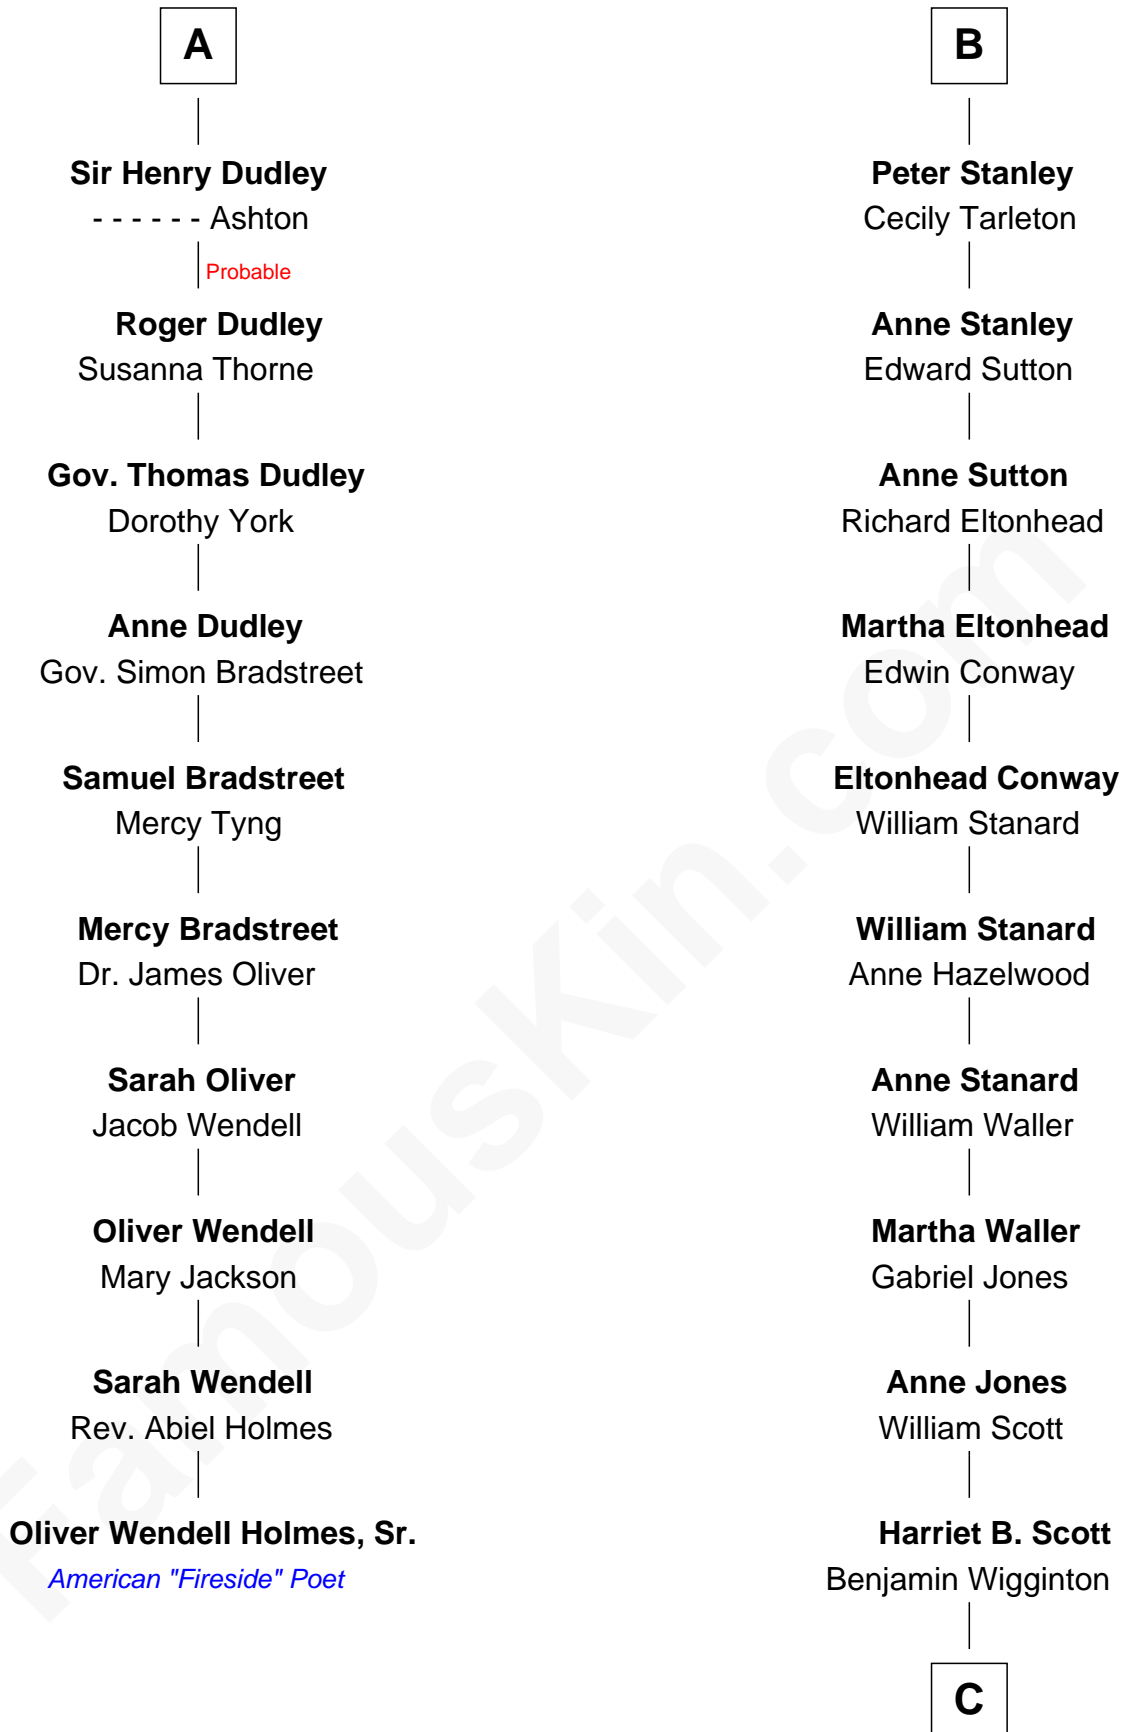 A
Sir Henry Dudley
- - - - - - Ashton
Probable
Roger Dudley
Susanna Thorne
Gov. Thomas Dudley
Dorothy York
Anne Dudley
Gov. Simon Bradstreet
Samuel Bradstreet
Mercy Tyng
Mercy Bradstreet
Dr. James Oliver
Sarah Oliver
Jacob Wendell
Oliver Wendell
Mary Jackson
Sarah Wendell
Rev. Abiel Holmes
Oliver Wendell Holmes, Sr.
American "Fireside" Poet
B
Peter Stanley
Cecily Tarleton
Anne Stanley
Edward Sutton
Anne Sutton
Richard Eltonhead
Martha Eltonhead
Edwin Conway
Eltonhead Conway
William Stanard
William Stanard
Anne Hazelwood
Anne Stanard
William Waller
Martha Waller
Gabriel Jones
Anne Jones
William Scott
Harriet B. Scott
Benjamin Wigginton
C
FamousKin.com